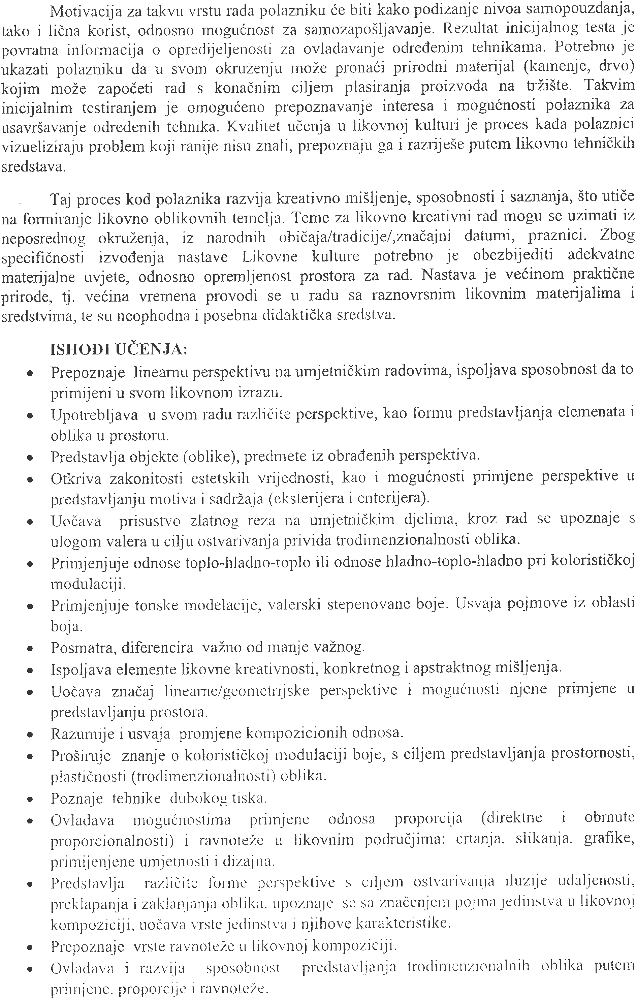 Motivacija za takvu vrstu rada polazniku će biti kako podizanje nivoa samopouzdanja,
tako i lična korist, odnosno mogućnost za samozapošljavanje. Rezultat inicijalnog testa je
povratna informacija o opredijeljenosti za ovladavanje određenim tehnikama. Potrebno je
ukazati polazniku da u svom okruženju može pronaći prirodni materijal (kamenje, drvo)
kojim može započeti rad s konačnim ciljem plasiranja proizvoda na tržište. Takvim
inicijalnim testiranjem je omogućeno prepoznavanje interesa i mogućnosti polaznika za
usavršavanje određenih tehnika. Kvalitet učenja u likovnoj kulturi je proces kada polaznici
vizueliziraju problem koji ranije nisu znali, prepoznaju ga i razriješe putem likovno tehničkih
sredstava.
Taj proces kod polaznika razvija kreativno mišljenje, sposobnosti i saznanja, što utiče
na formiranje likovno oblikovnih temelja. Teme za likovno kreativni rad mogu se uzimati iz
neposrednog okruženja, iz narodnih običaja/tradicije/,značajni datumi, praznici. Zbog
specifičnosti izvođenja nastave Likovne kulture potrebno je obezbijediti adekvatne
materijalne uvjete, odnosno opremljenost prostora za rad. Nastava je većinom praktične
prirode, tj. većina vremena provodi se u radu sa raznovrsnim likovnim materijalima i
sredstvima, te su neophodna i posebna didaktička sredstva.
ISHODI UČENJA:
• Prepoznaje linearnu perspektivu na umjetničkim radovima, ispoljava sposobnost da to
primijeni u svom likovnom izrazu.
• Upotrebljava u svom radu različite perspektive, kao formu predstavljanja elemenata i
oblika u prostoru.
• Predstavlja objekte (oblike), predmete iz obrađenih perspektiva.
• Otkriva zakonitosti estetskih vrijednosti, kao i mogućnosti primjene perspektive u
predstavljanju motiva i sadržaja (eksterijera i enterijera).
• Uočava prisustvo zlatnog reza na umjetničkim djelima, kroz rad se upoznaje s
ulogom valera u cilju ostvarivanja privida trodimenzionalnosti oblika.
• Primjenjuje odnose toplo-hladno-toplo ili odnose hladno-toplo-hladno pri kolorističkoj
modulaciji.
• Primjenjuje tonske modelacije, valerski stepenovane boje. Usvaja pojmove iz oblasti
boja.
• Posmatra, diferencira važno od manje važnog.
• Ispoljava elemente likovne kreativnosti, konkretnog i apstraktnog mišljenja.
• Uočava značaj linearne/geometrijske perspektive i mogućnosti njene primjene u
predstavljanju prostora.
• Razumije i usvaja promjene kompozicionih odnosa.
• Proširuje znanje o kolorističkoj modulaciji boje, s ciljem predstavljanja prostornosti,
plastičnosti (trodimenzionalnosti) oblika.
• Poznaje tehnike dubokog tiska.
• Ovladava mogućnostima primjene odnosa proporcija (direktne i obrnute
proporcionalnosti) i ravnoteže u likovnim područjima: crtanja, slikanja, grafike,
primijenjene umjetnosti i dizajna.
• Predstavlja različite forme perspektive s ciljem ostvarivanja iluzije udaljenosti,
preklapanja i zaklanjanja oblika, upoznaje se sa značenjem pojma jedinstva u likovnoj
kompoziciji, uočava vrste jedinstva i njihove karakteristike.
• Prepoznaje vrste ravnoteže u likovnoj kompoziciji.
• Ovladava i razvija sposobnost predstavljanja trodimenzionalnih oblika putem
primjene, proporcije i ravnoteže.